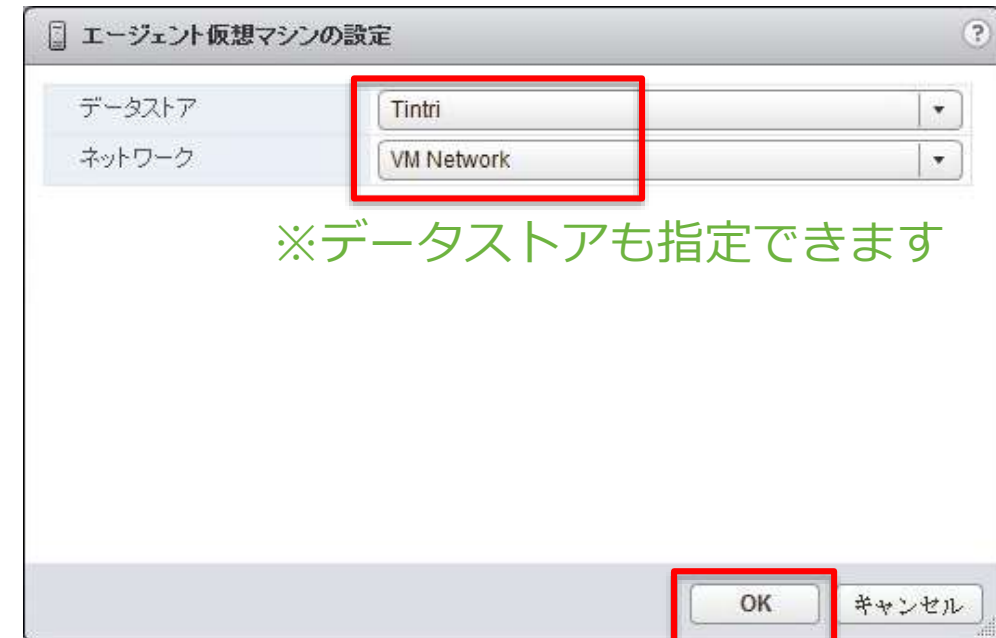 エージェント仮想マシンの設定 ?
データストア Tintri
ネットワーク VM Network
※データストアも指定できます
OK キャンセル